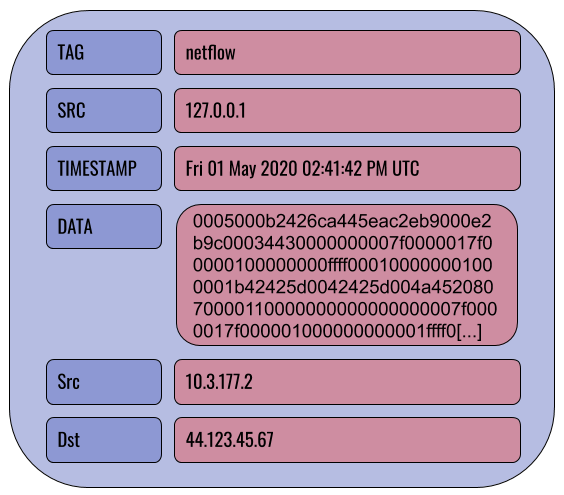 TAG netflow
SRC 127.0.0.1
TIMESTAMP Fri 01 May 2020 02:41:42 PM UTC
DATA
0005000b2426ca445eac2eb9000e2
b9c00034430000000007f0000017f0
0000100000000ffff00010000000100
0001b42425d0042425d004a452080
70000110000000000000000007f000
0017f000001000000000001ffff0[...]
Src 10.3.177.2
Dst 44.123.45.67